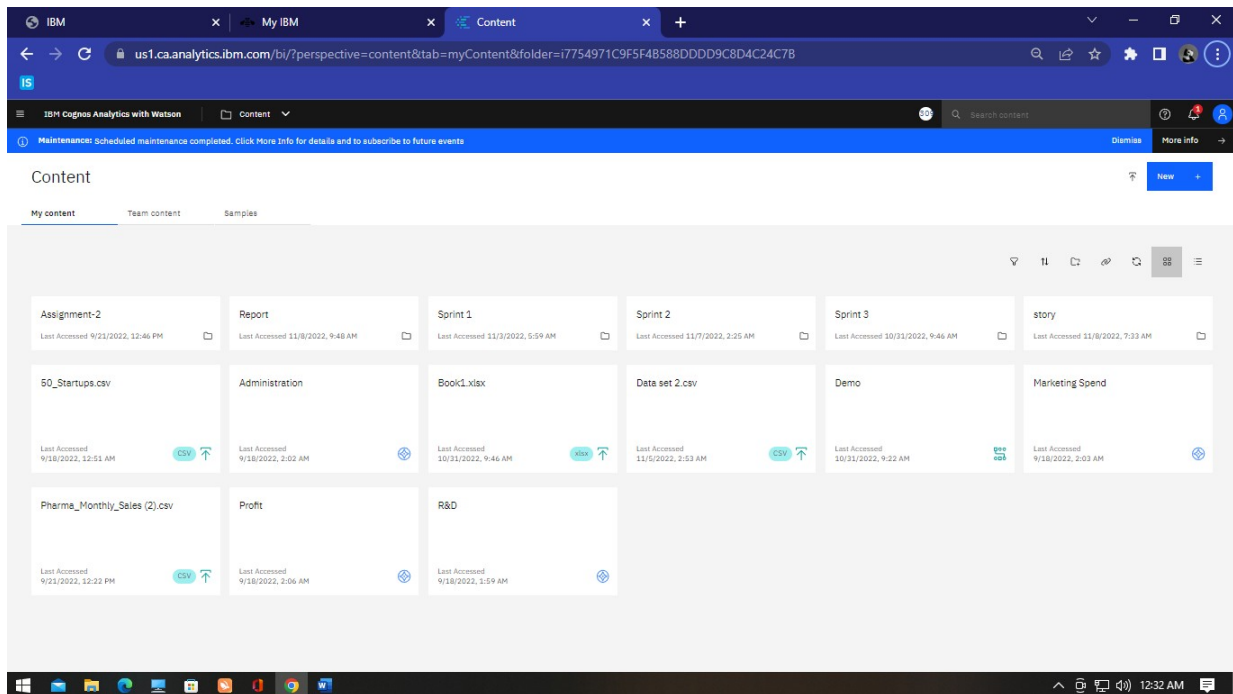 IBM
My IBM
Content
us1.ca.analytics.ibm.com/bi/?perspective=content&tab=myContent&folder=i7754971C9F5F4B588DDDD9C8D4C24C7B
IS
IBM Cognos Analytics with Watson
Content
Search content
1
Maintenance: Scheduled maintenance completed. Click More Info for details and to subscribe to future events
Dismiss
More info
Content
New +
My content
Team content
Samples
Assignment-2
Last Accessed 9/21/2022, 12:46 PM
Report
Last Accessed 11/8/2022, 9:48 AM
Sprint 1
Last Accessed 11/3/2022, 5:59 AM
Sprint 2
Last Accessed 11/7/2022, 2:25 AM
Sprint 3
Last Accessed 10/31/2022, 9:46 AM
story
Last Accessed 11/8/2022, 7:33 AM
50_Startups.csv
Last Accessed
9/18/2022, 12:51 AM
CSV
Administration
Last Accessed
9/18/2022, 2:02 AM
Book1.xlsx
Last Accessed
10/31/2022, 9:46 AM
xlsx
Data set 2.csv
Last Accessed
11/5/2022, 2:53 AM
CSV
Demo
Last Accessed
10/31/2022, 9:22 AM
Marketing Spend
Last Accessed
9/18/2022, 2:03 AM
Pharma_Monthly_Sales (2).csv
Last Accessed
9/21/2022, 12:22 PM
CSV
Profit
Last Accessed
9/18/2022, 2:06 AM
R&D
Last Accessed
9/18/2022, 1:59 AM
12:32 AM